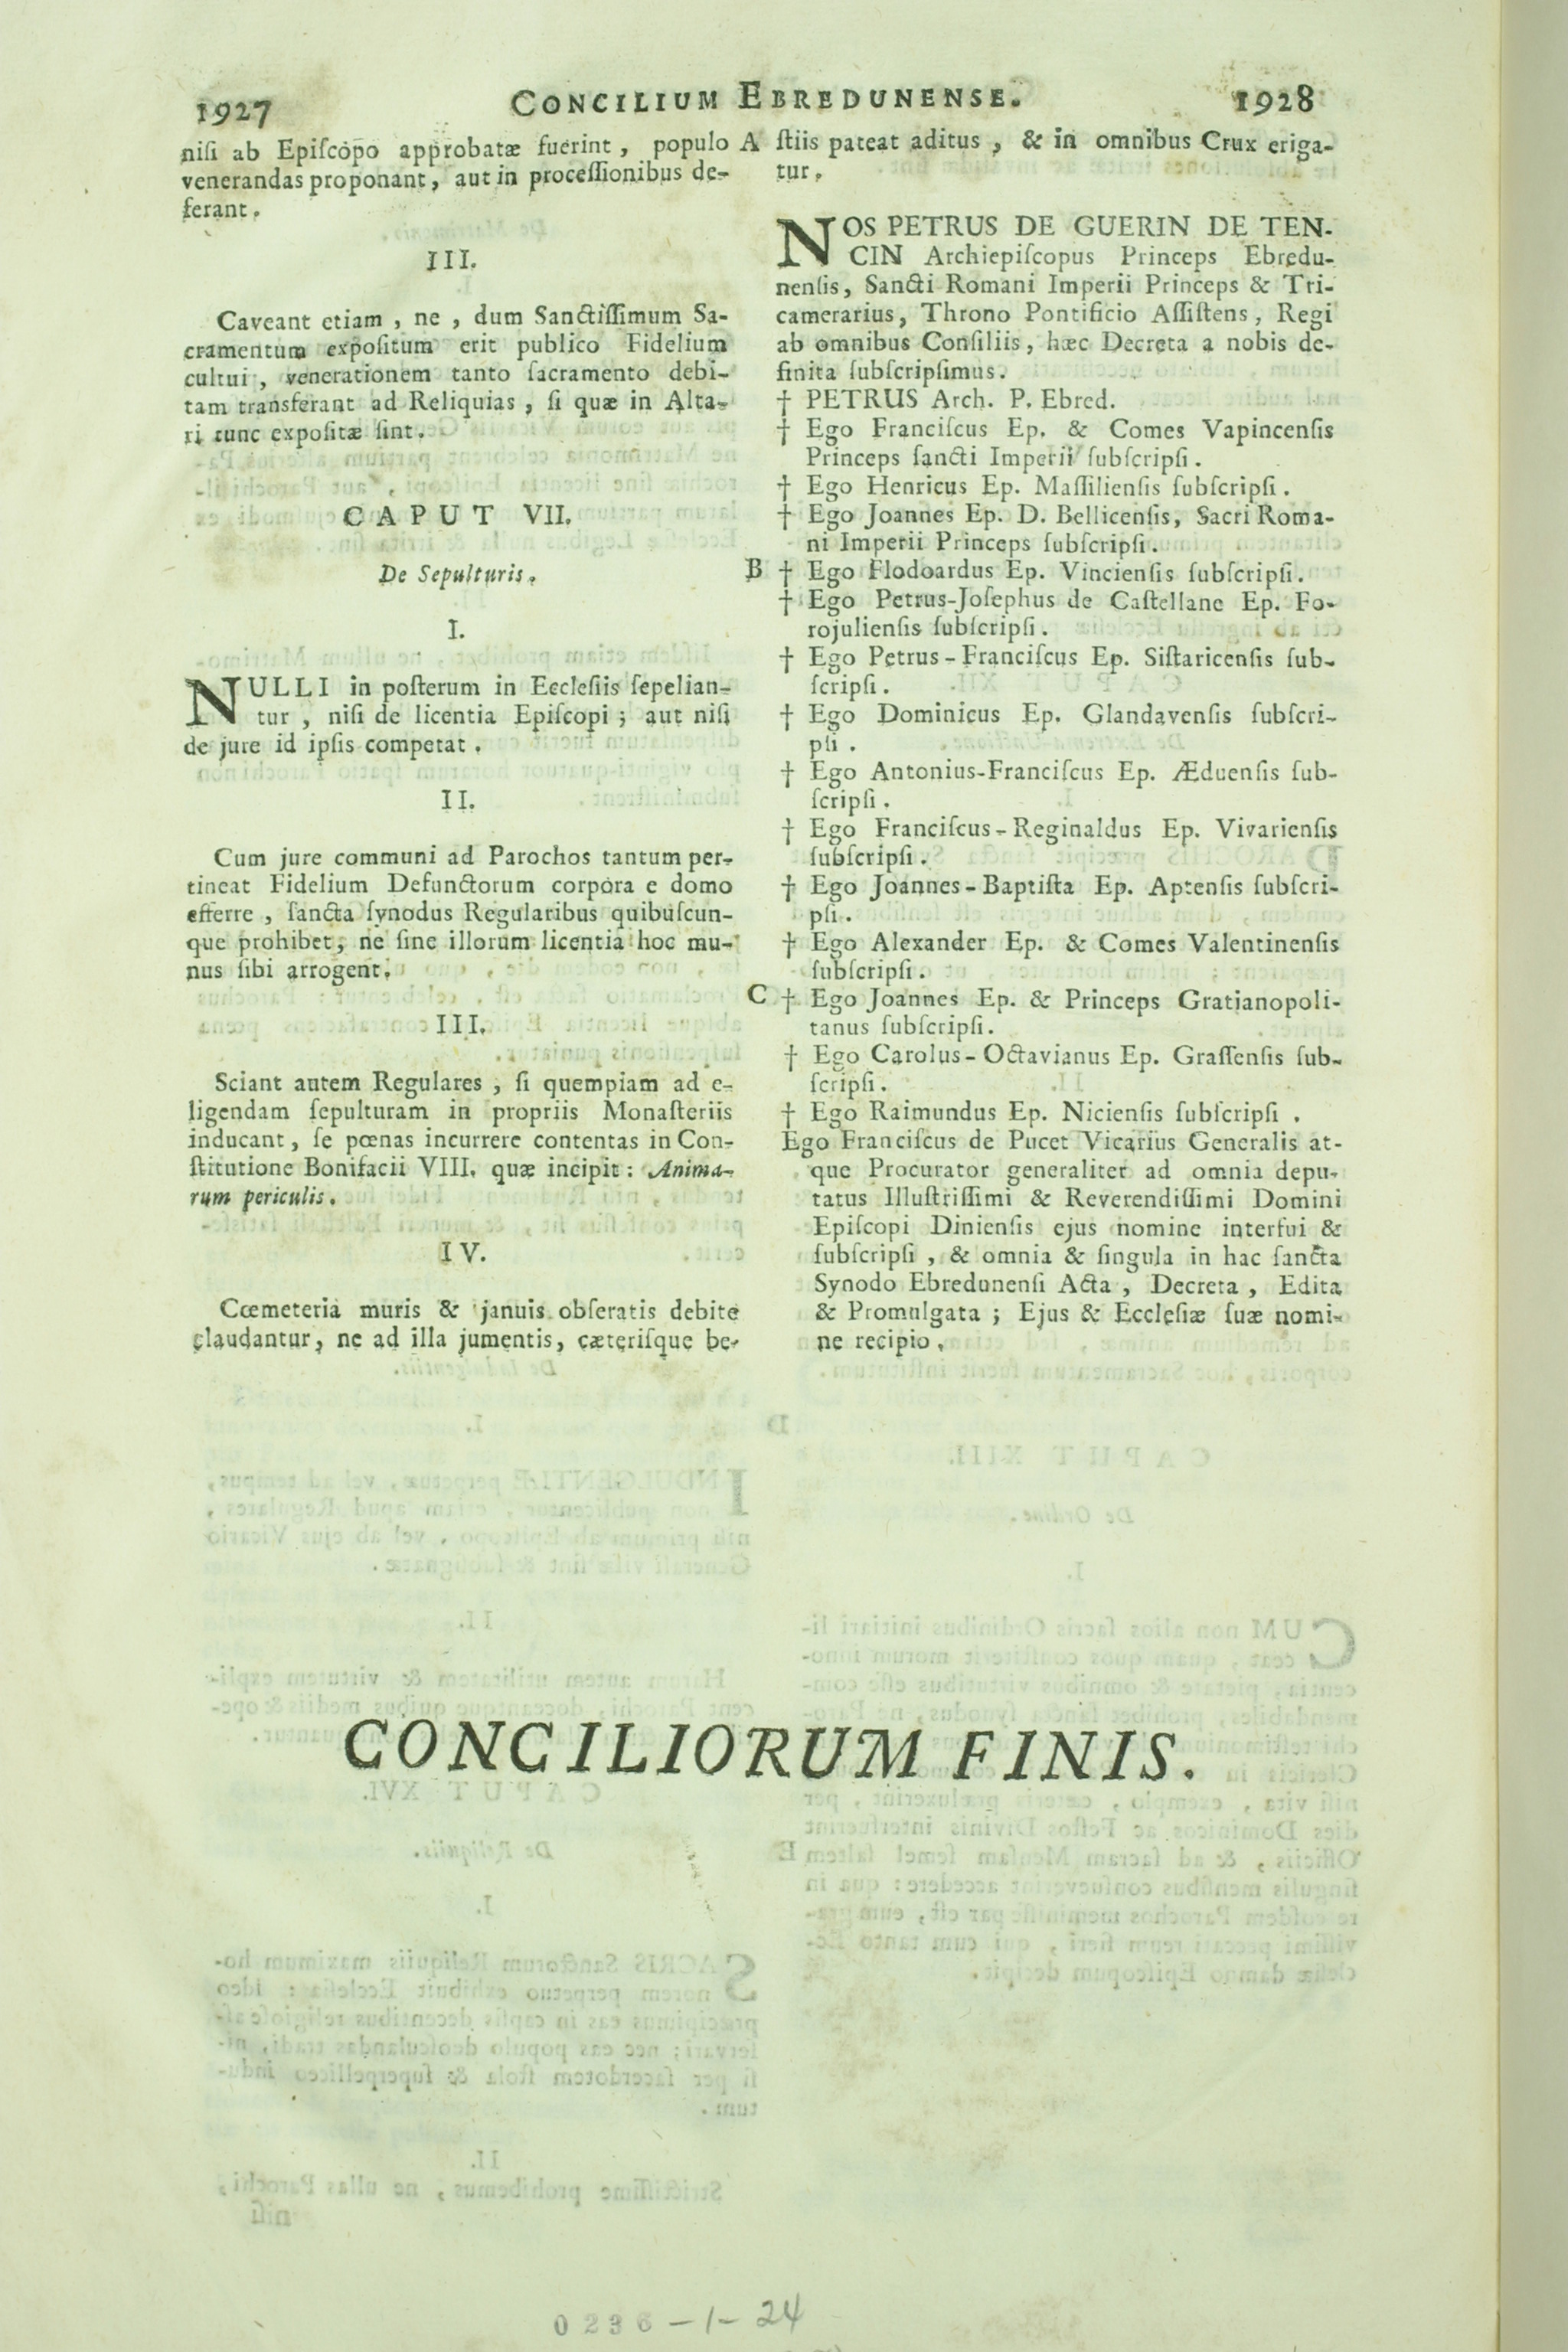 1927
CONCILIUM EBREDUNENSE.
1928
niſi ab Epiſcopo approbatæ fuerint, populo
venerandas proponant, aut in proceſſionibus de-
ferant.
III.
Caveant etiam, ne, dum Sanctiſſimum Sa-
cramentum expoſitum erit publico Fidelium
cultui, venerationem tanto ſacramento debi-
tam transferant ad Reliquias, ſi quæ in Alta-
ri tunc expoſitæ ſint.
CAPUT VII.
De Sepulturis.
I.
NULLI in poſterum in Eccleſiis ſepelian-
tur, niſi de licentia Epiſcopi; aut niſi
de jure id ipſis competat.
II.
Cum jure communi ad Parochos tantum per-
tineat Fidelium Defunctorum corpora e domo
efferre, ſancta ſynodus Regularibus quibuſcun-
que prohibet, ne ſine illorum licentia hoc mu-
nus ſibi arrogent.
III.
Sciant autem Regulares, ſi quempiam ad e-
ligendam ſepulturam in propriis Monaſteriis
inducant, ſe pœnas incurrere contentas in Con-
ſtitutione Bonifacii VIII. quæ incipit: Anima-
rum periculis.
IV.
Cœmeteria muris & januis obſeratis debite
claudantur, ne ad illa jumentis, cæteriſque be-
A
B
C
ſtiis pateat aditus, & in omnibus Crux eriga-
tur.
NOS PETRUS DE GUERIN DE TEN-
CIN Archiepiſcopus Princeps Ebredu-
nenſis, Sancti Romani Imperii Princeps & Tri-
camerarius, Throno Pontificio Aſſiſtens, Regi
ab omnibus Conſiliis, hæc Decreta a nobis de-
finita ſubſcripſimus.
† PETRUS Arch. P. Ebred.
† Ego Franciſcus Ep. & Comes Vapincenſis
Princeps ſancti Imperii ſubſcripſi.
† Ego Henricus Ep. Maſſilienſis ſubſcripſi.
† Ego Joannes Ep. D. Bellicenſis, Sacri Roma-
ni Imperii Princeps ſubſcripſi.
† Ego Flodoardus Ep. Vincienſis ſubſcripſi.
† Ego Petrus-Joſephus de Caſtellane Ep. Fo-
rojulienſis ſubſcripſi.
† Ego Petrus-Franciſcus Ep. Siſtaricenſis ſub-
ſcripſi.
† Ego Dominicus Ep. Glandavenſis ſubſcri-
pſi.
† Ego Antonius-Franciſcus Ep. Æduenſis ſub-
ſcripſi.
† Ego Franciſcus-Reginaldus Ep. Vivarienſis
ſubſcripſi.
† Ego Joannes-Baptiſta Ep. Aptenſis ſubſcri-
pſi.
† Ego Alexander Ep. & Comes Valentinenſis
ſubſcripſi.
† Ego Joannes Ep. & Princeps Gratianopoli-
tanus ſubſcripſi.
† Ego Carolus-Octavianus Ep. Graſſenſis ſub-
ſcripſi.
† Ego Raimundus Ep. Nicienſis ſubſcripſi.
Ego Franciſcus de Pucet Vicarius Generalis at-
que Procurator generaliter ad omnia depu-
tatus Illuſtriſſimi & Reverendiſſimi Domini
Epiſcopi Dinienſis ejus nomine interfui &
ſubſcripſi, & omnia & ſingula in hac ſancta
Synodo Ebredunenſi Acta, Decreta, Edita
& Promulgata; Ejus & Eccleſiæ ſuæ nomi-
ne recipio.
CONCILIORUM FINIS.
0236-1-24